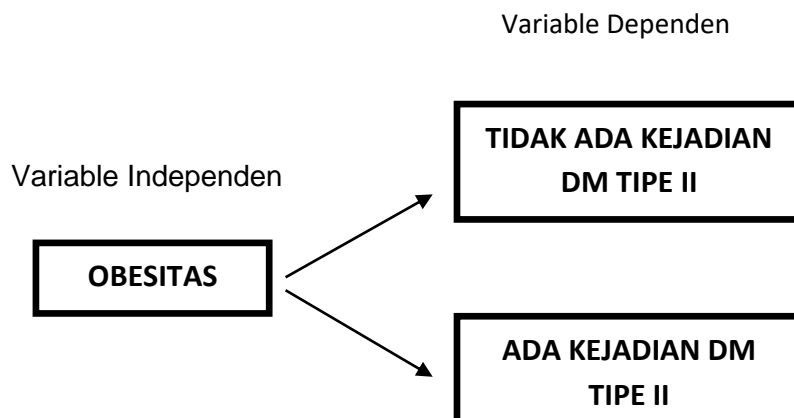 Variable Dependen
TIDAK ADA KEJADIAN
DM TIPE II
Variable Independen
OBESITAS
ADA KEJADIAN DM
TIPE II